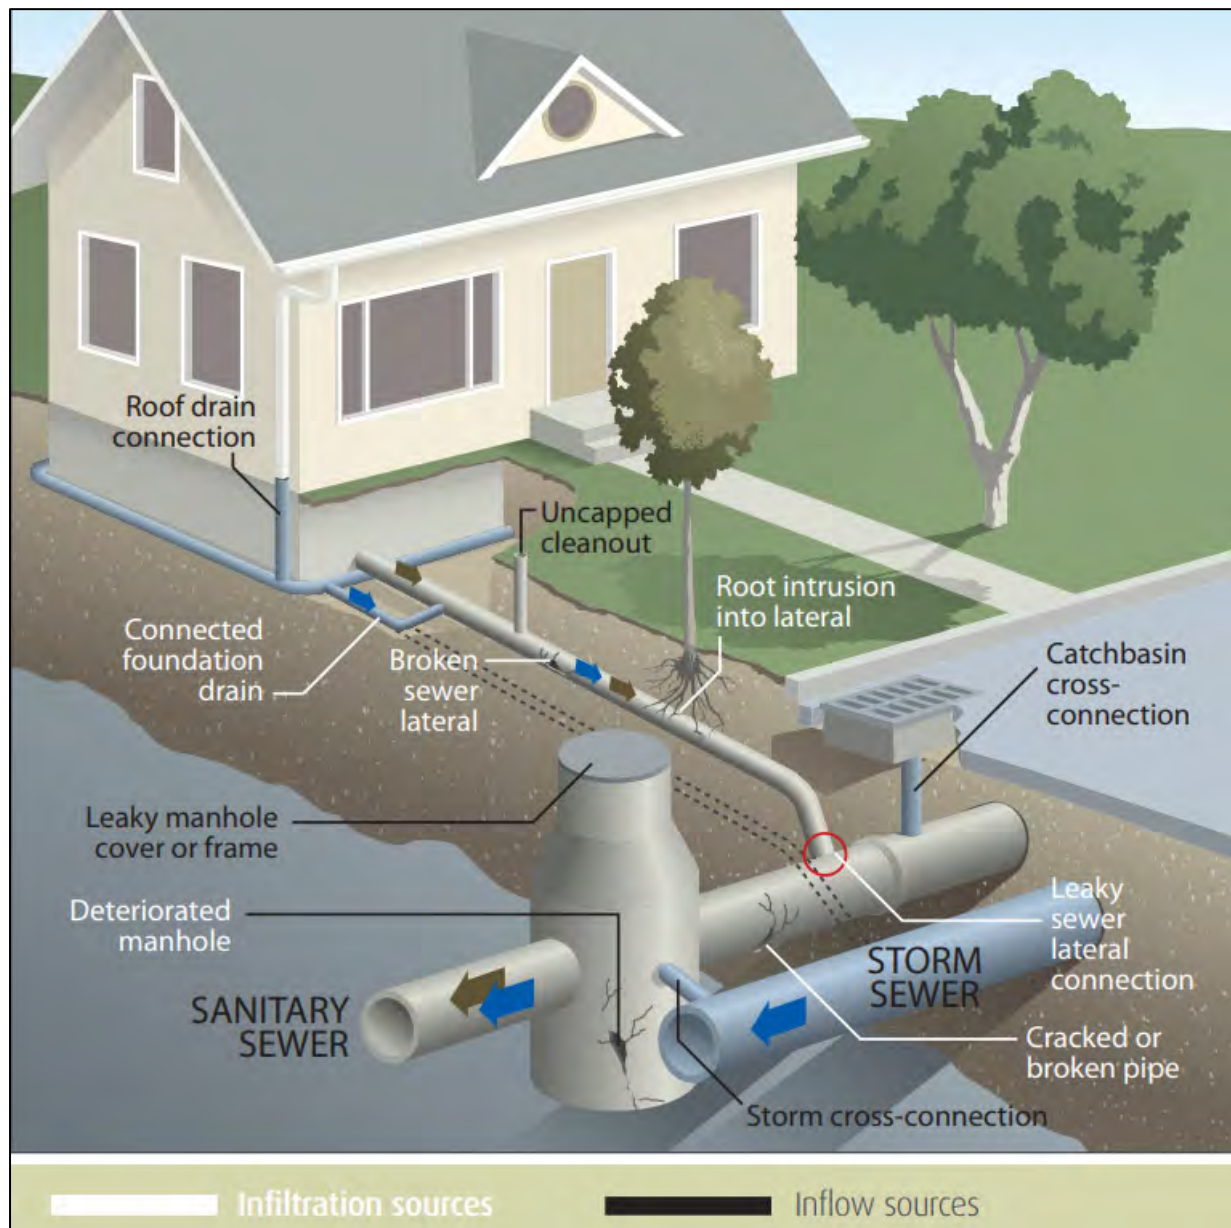 Roof drain
connection
Uncapped
cleanout
Root intrusion
into lateral
Connected
foundation
drain
Broken
sewer
lateral
Catchbasin
cross-
connection
Leaky manhole
cover or frame
Deteriorated
manhole
Leaky
sewer
lateral
connection
STORM
SEWER
SANITARY
SEWER
Cracked or
broken pipe
Storm cross-connection
Infiltration sources
Inflow sources